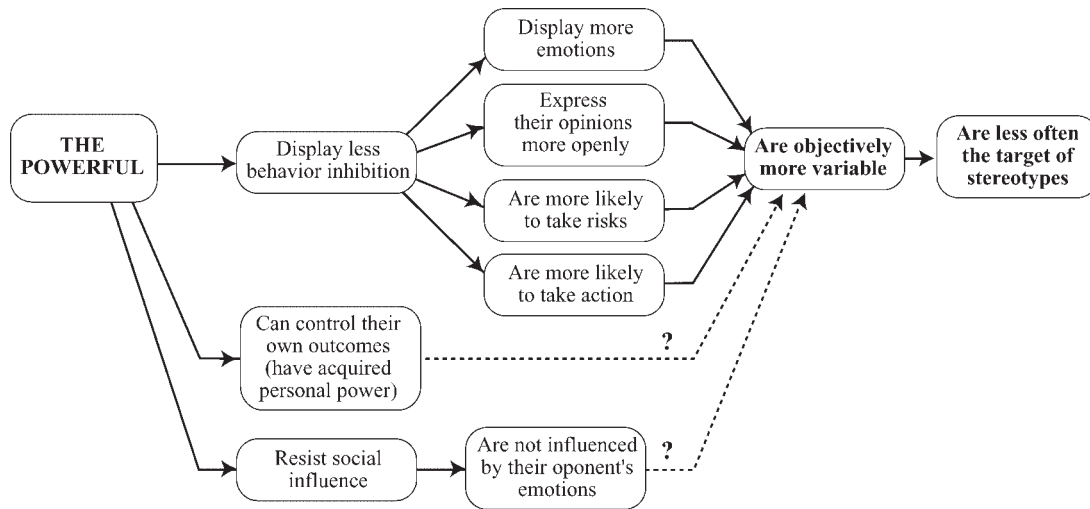 Display more
emotions
Express
their opinions
more openly
THE
POWERFUL
Display less
behavior inhibition
Are objectively
more variable
Are less often
the target of
stereotypes
Are more likely
to take risks
Are more likely
to take action
Can control their
own outcomes
(have acquired
personal power)
?
Resist social
influence
Are not influenced
by their oponent's
emotions
?